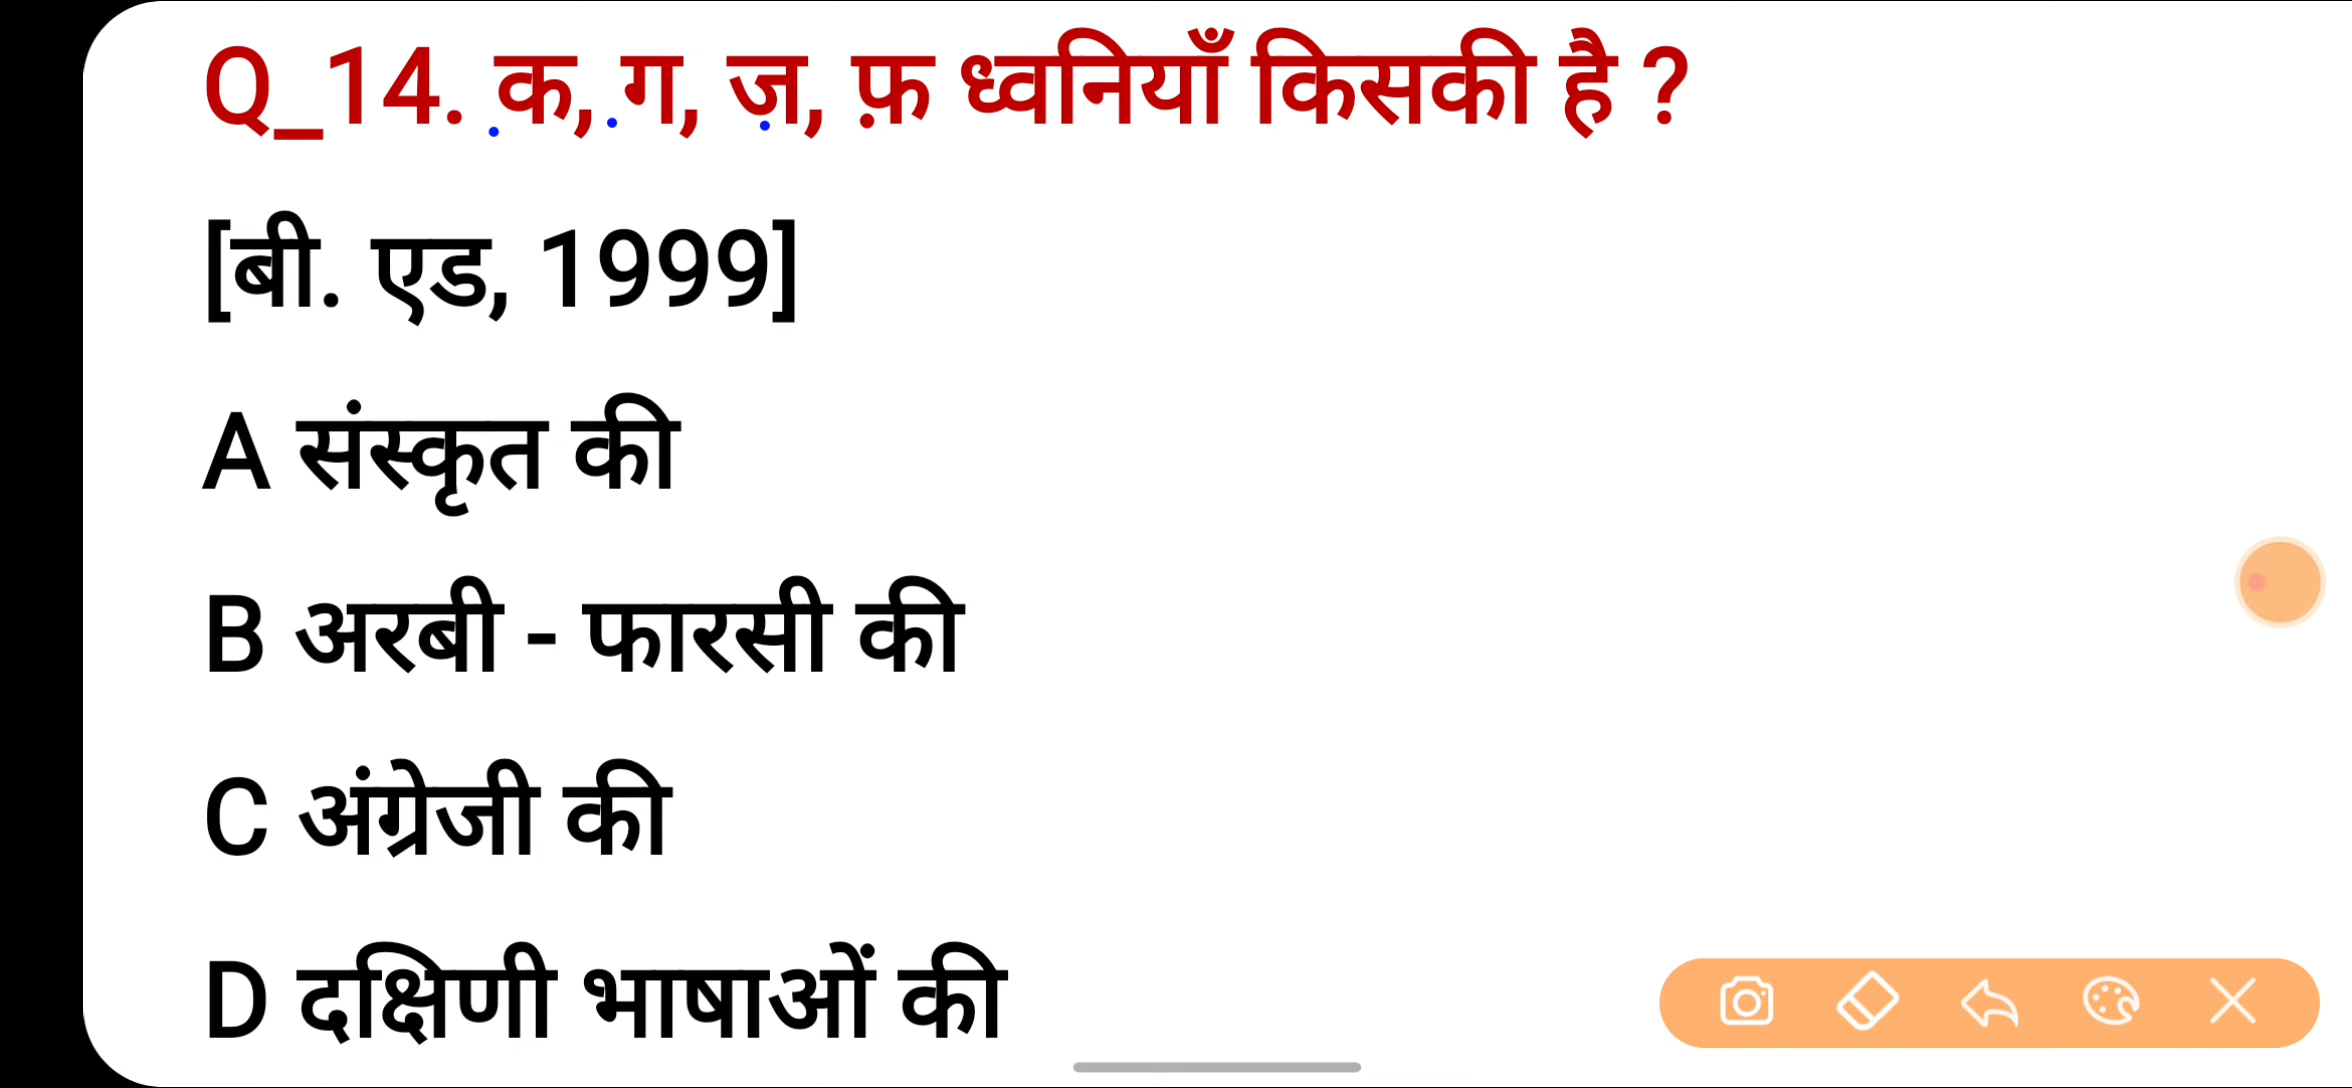 Q_14. क़, ग़, ज़, फ़ ध्वनियाँ किसकी है ?
[बी. एड, 1999]
A संस्कृत की
B अरबी - फारसी की
C अंग्रेजी की
D दक्षिणी भाषाओं की